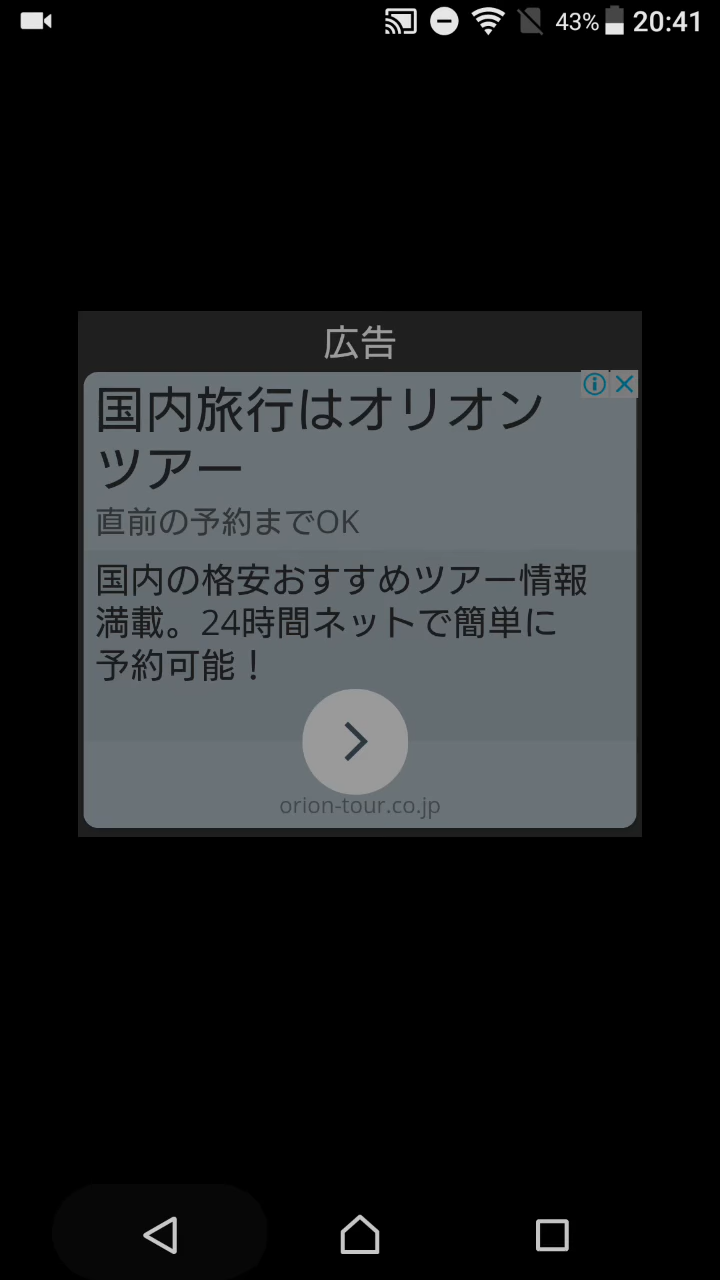 43% 20:41
広告
国内旅行はオリオン
ツアー
直前の予約までOK
国内の格安おすすめツアー情報
満載。24時間ネットで簡単に
予約可能！
orion-tour.co.jp